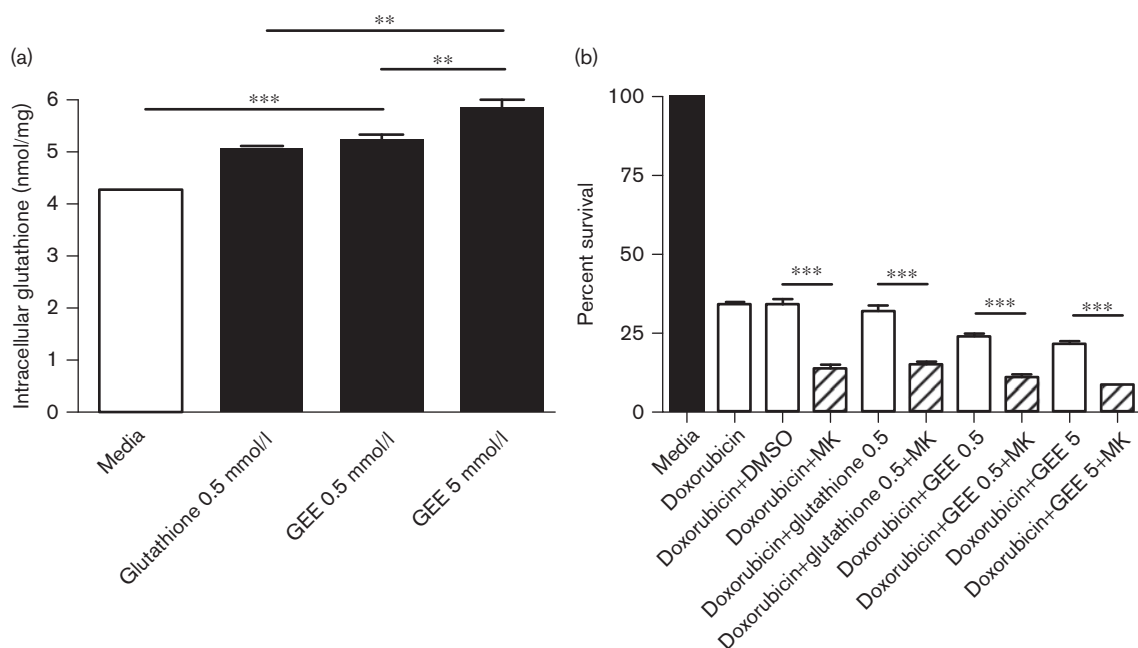 (a)
**
**
***
Intracellular glutathione (nmol/mg)
6
5
4
3
2
1
0
Media
Glutathione 0.5 mmol/l
GEE 0.5 mmol/l
GEE 5 mmol/l
(b)
Percent survival
100
75
50
25
0
***
***
***
***
Media
Doxorubicin
Doxorubicin+DMSO
Doxorubicin+MK
Doxorubicin+glutathione 0.5
Doxorubicin+glutathione 0.5+MK
Doxorubicin+GEE 0.5
Doxorubicin+GEE 0.5+MK
Doxorubicin+GEE 5
Doxorubicin+GEE 5+MK